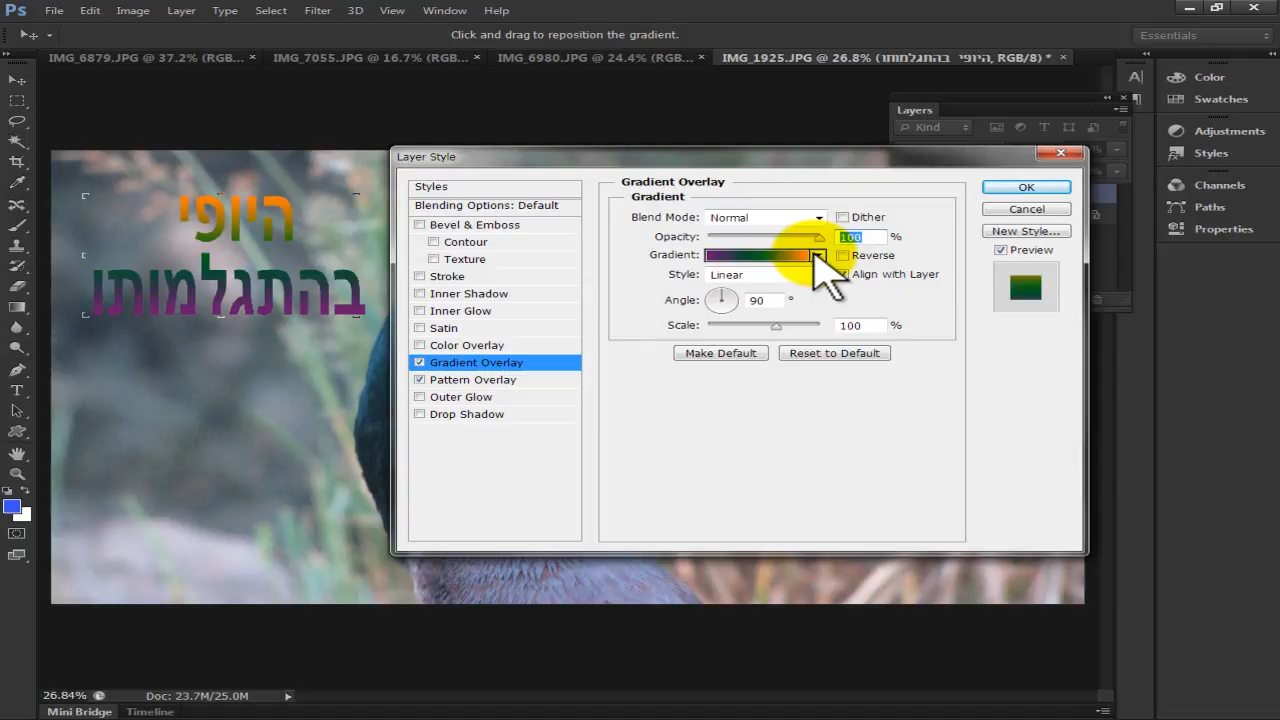 Ps File Edit Image Layer Type Select Filter 3D View Window Help
Click and drag to reposition the gradient.
Essentials
IMG_6879.JPG @ 37.2% (RGB... × IMG_7055.JPG @ 16.7% (RGB... × IMG_6980.JPG @ 24.4% (RGB... × IMG_1925.JPG @ 26.8% (היופי בהתגלמותו, RGB/8) * ×
Color
Swatches
Adjustments
Styles
Channels
Paths
Properties
Layers
Kind
היופי
בהתגלמותו
Layer Style
Styles
Blending Options: Default
Bevel & Emboss
Contour
Texture
Stroke
Inner Shadow
Inner Glow
Satin
Color Overlay
Gradient Overlay
Pattern Overlay
Outer Glow
Drop Shadow
Gradient Overlay
Gradient
Blend Mode: Normal Dither
Opacity: 100 %
Gradient: Reverse
Style: Linear Align with Layer
Angle: 90 °
Scale: 100 %
Make Default Reset to Default
OK
Cancel
New Style...
Preview
26.84% Doc: 23.7M/25.0M
Mini Bridge Timeline